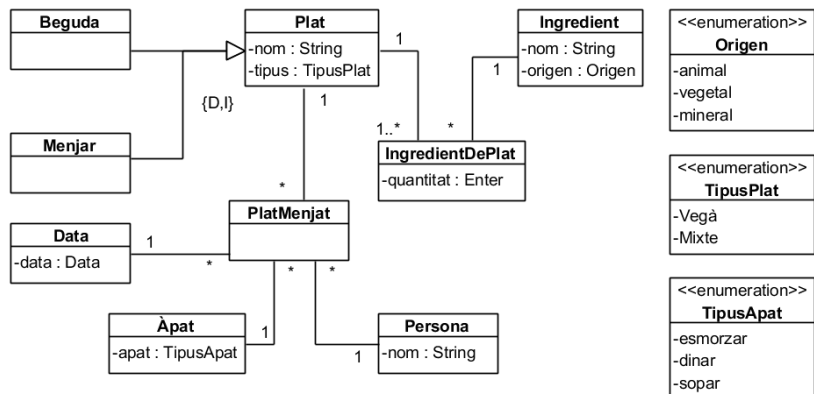 Beguda
Plat
-nom : String
-tipus : TipusPlat
1
Ingredient
-nom : String
-origen : Origen
1
<<enumeration>>
Origen
-animal
-vegetal
-mineral
{D,I}
1
Menjar
1..*
*
IngredientDePlat
-quantitat : Enter
<<enumeration>>
TipusPlat
-Vegà
-Mixte
*
PlatMenjat
Data
-data : Data
1
*
*
*
<<enumeration>>
TipusApat
-esmorzar
-dinar
-sopar
Àpat
-apat : TipusApat
1
Persona
-nom : String
1